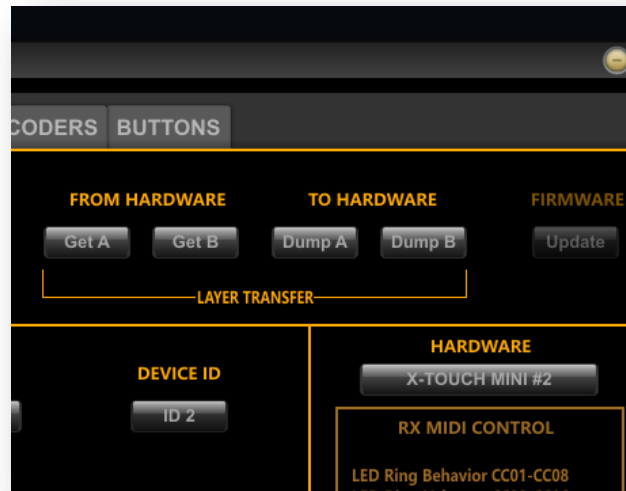 CODERS BUTTONS
FROM HARDWARE TO HARDWARE FIRMWARE
Get A Get B Dump A Dump B Update
LAYER TRANSFER
HARDWARE
DEVICE ID X-TOUCH MINI #2
ID 2
RX MIDI CONTROL
LED Ring Behavior CC01-CC08